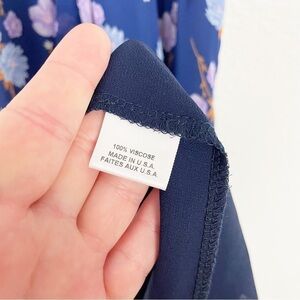 100% VISCOSE
MADE IN U.S.A.
FAITES AUX U.S.A.